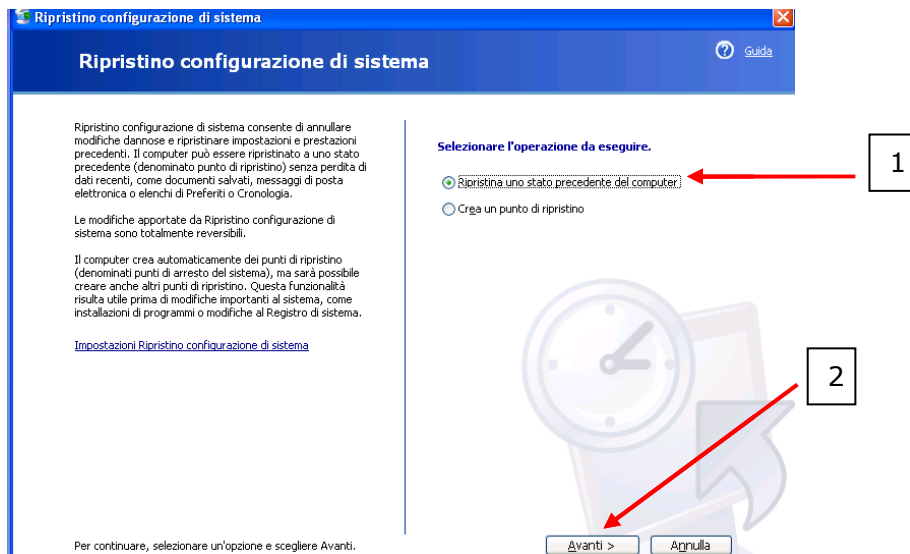 Ripristino configurazione di sistema
Ripristino configurazione di sistema
Guida
Ripristino configurazione di sistema consente di annullare
modifiche dannose e ripristinare impostazioni e prestazioni
precedenti. Il computer può essere ripristinato a uno stato
precedente (denominato punto di ripristino) senza perdita di
dati recenti, come documenti salvati, messaggi di posta
elettronica o elenchi di Preferiti o Cronologia.
Le modifiche apportate da Ripristino configurazione di
sistema sono totalmente reversibili.
Il computer crea automaticamente dei punti di ripristino
(denominati punti di arresto del sistema), ma sarà possibile
creare anche altri punti di ripristino. Questa funzionalità
risulta utile prima di modifiche importanti al sistema, come
installazioni di programmi o modifiche al Registro di sistema.
Impostazioni Ripristino configurazione di sistema
Per continuare, selezionare un'opzione e scegliere Avanti.
Selezionare l'operazione da eseguire.
Ripristina uno stato precedente del computer
Crea un punto di ripristino
1
2
Avanti >
Annulla